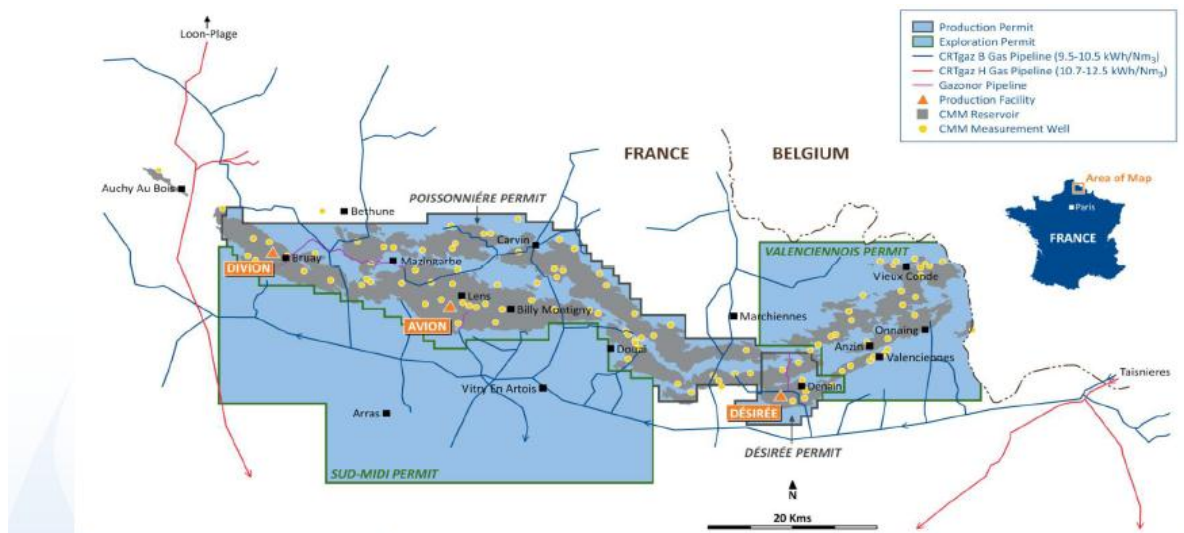 Loon-Plage
Production Permit
Exploration Permit
CRTgaz B Gas Pipeline (9.5-10.5 kWh/Nm3)
CRTgaz H Gas Pipeline (10.7-12.5 kWh/Nm3)
Gazonor Pipeline
Production Facility
CMM Reservoir
CMM Measurement Well
FRANCE
BELGIUM
Area of Map
Paris
FRANCE
Auchy Au Bois
POISSONNIÉRE PERMIT
Bethune
Carvin
VALENCIENNOIS PERMIT
Bruay
Mazingarbe
Vieux Conde
DIVION
Lens
Billy Montigny
Marchiennes
Onnaing
AVION
Anzin
Douai
Valenciennes
Taisnieres
Vitry En Artois
Denain
Arras
DÉSIRÉE
DÉSIRÉE PERMIT
SUD-MIDI PERMIT
N
20 Kms